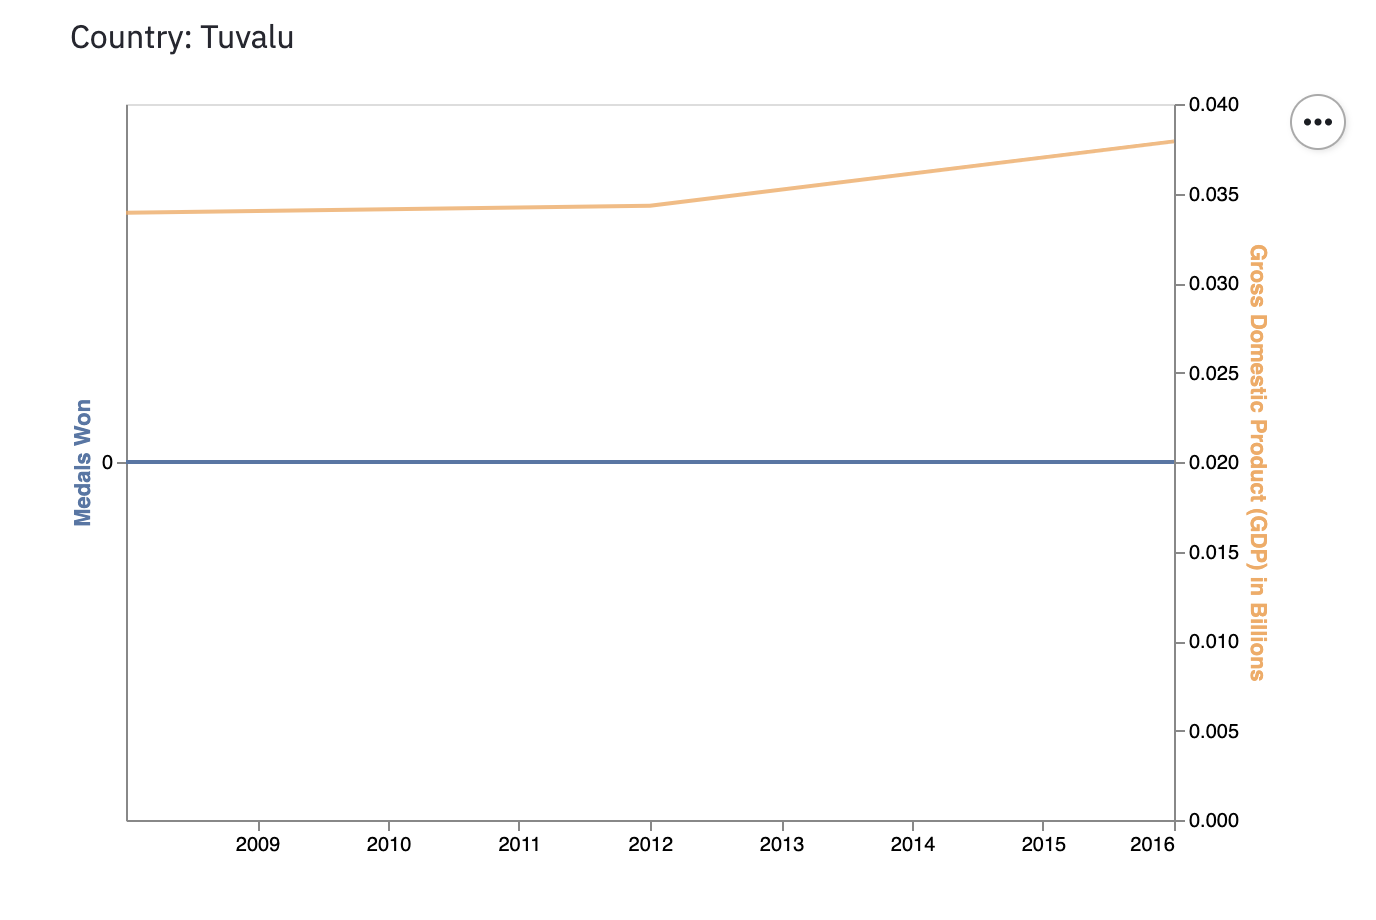 Country: Tuvalu
Medals Won
0
0.040
0.035
0.030
0.025
0.020
0.015
0.010
0.005
0.000
Gross Domestic Product (GDP) in Billions
2009 2010 2011 2012 2013 2014 2015 2016